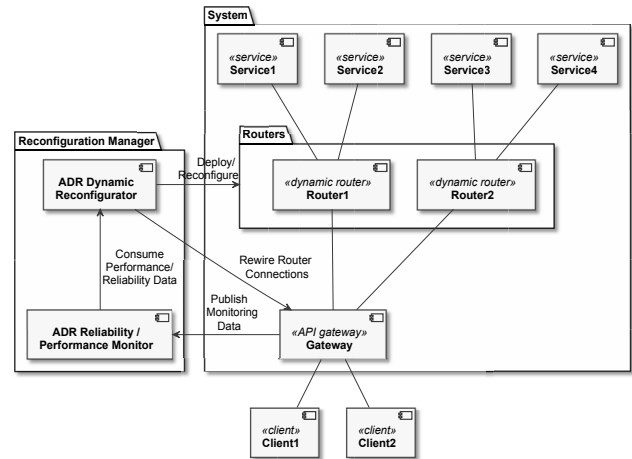 System
«service»
Service1
«service»
Service2
«service»
Service3
«service»
Service4
Reconfiguration Manager
Routers
ADR Dynamic
Reconfigurator
Deploy/
Reconfigure
«dynamic router»
Router1
«dynamic router»
Router2
Consume
Performance/
Reliability Data
Rewire Router
Connections
Publish
Monitoring
Data
ADR Reliability /
Performance Monitor
«API gateway»
Gateway
«client»
Client1
«client»
Client2